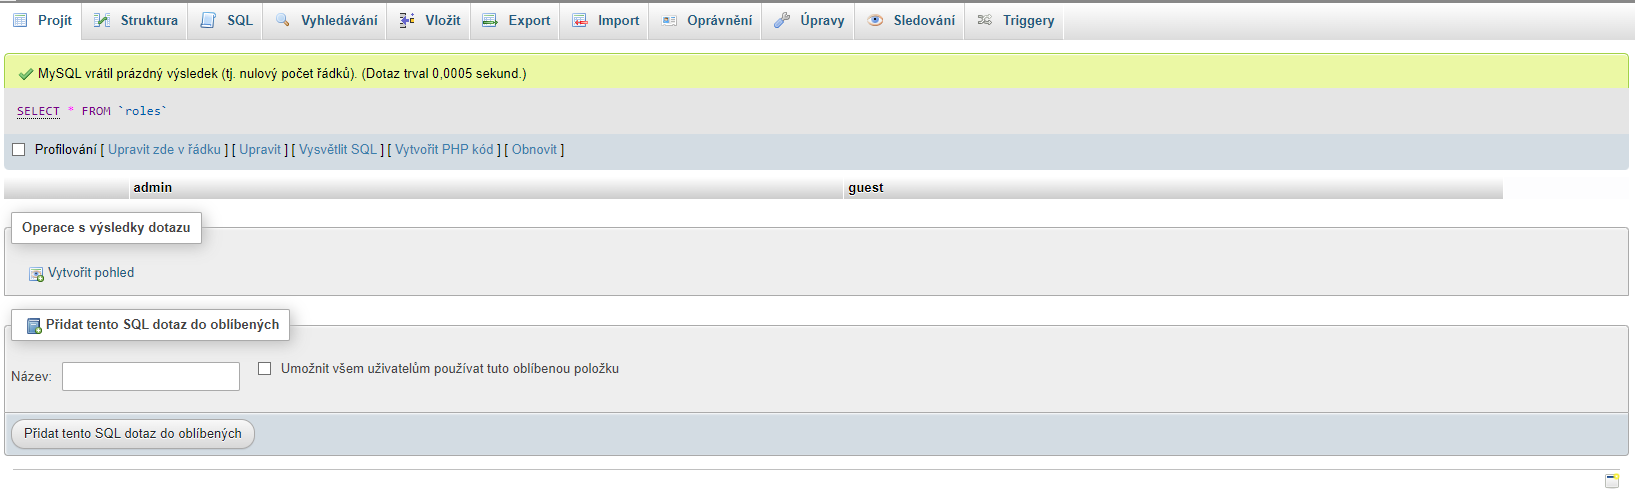 Projít Struktura SQL Vyhledávání Vložit Export Import Oprávnění Úpravy Sledování Triggery
MySQL vrátil prázdný výsledek (tj. nulový počet řádků). (Dotaz trval 0,0005 sekund.)
SELECT * FROM `roles`
Profilování [ Upravit zde v řádku ] [ Upravit ] [ Vysvětlit SQL ] [ Vytvořit PHP kód ] [ Obnovit ]
admin guest
Operace s výsledky dotazu
Vytvořit pohled
Přidat tento SQL dotaz do oblíbených
Název: Umožnit všem uživatelům používat tuto oblíbenou položku
Přidat tento SQL dotaz do oblíbených